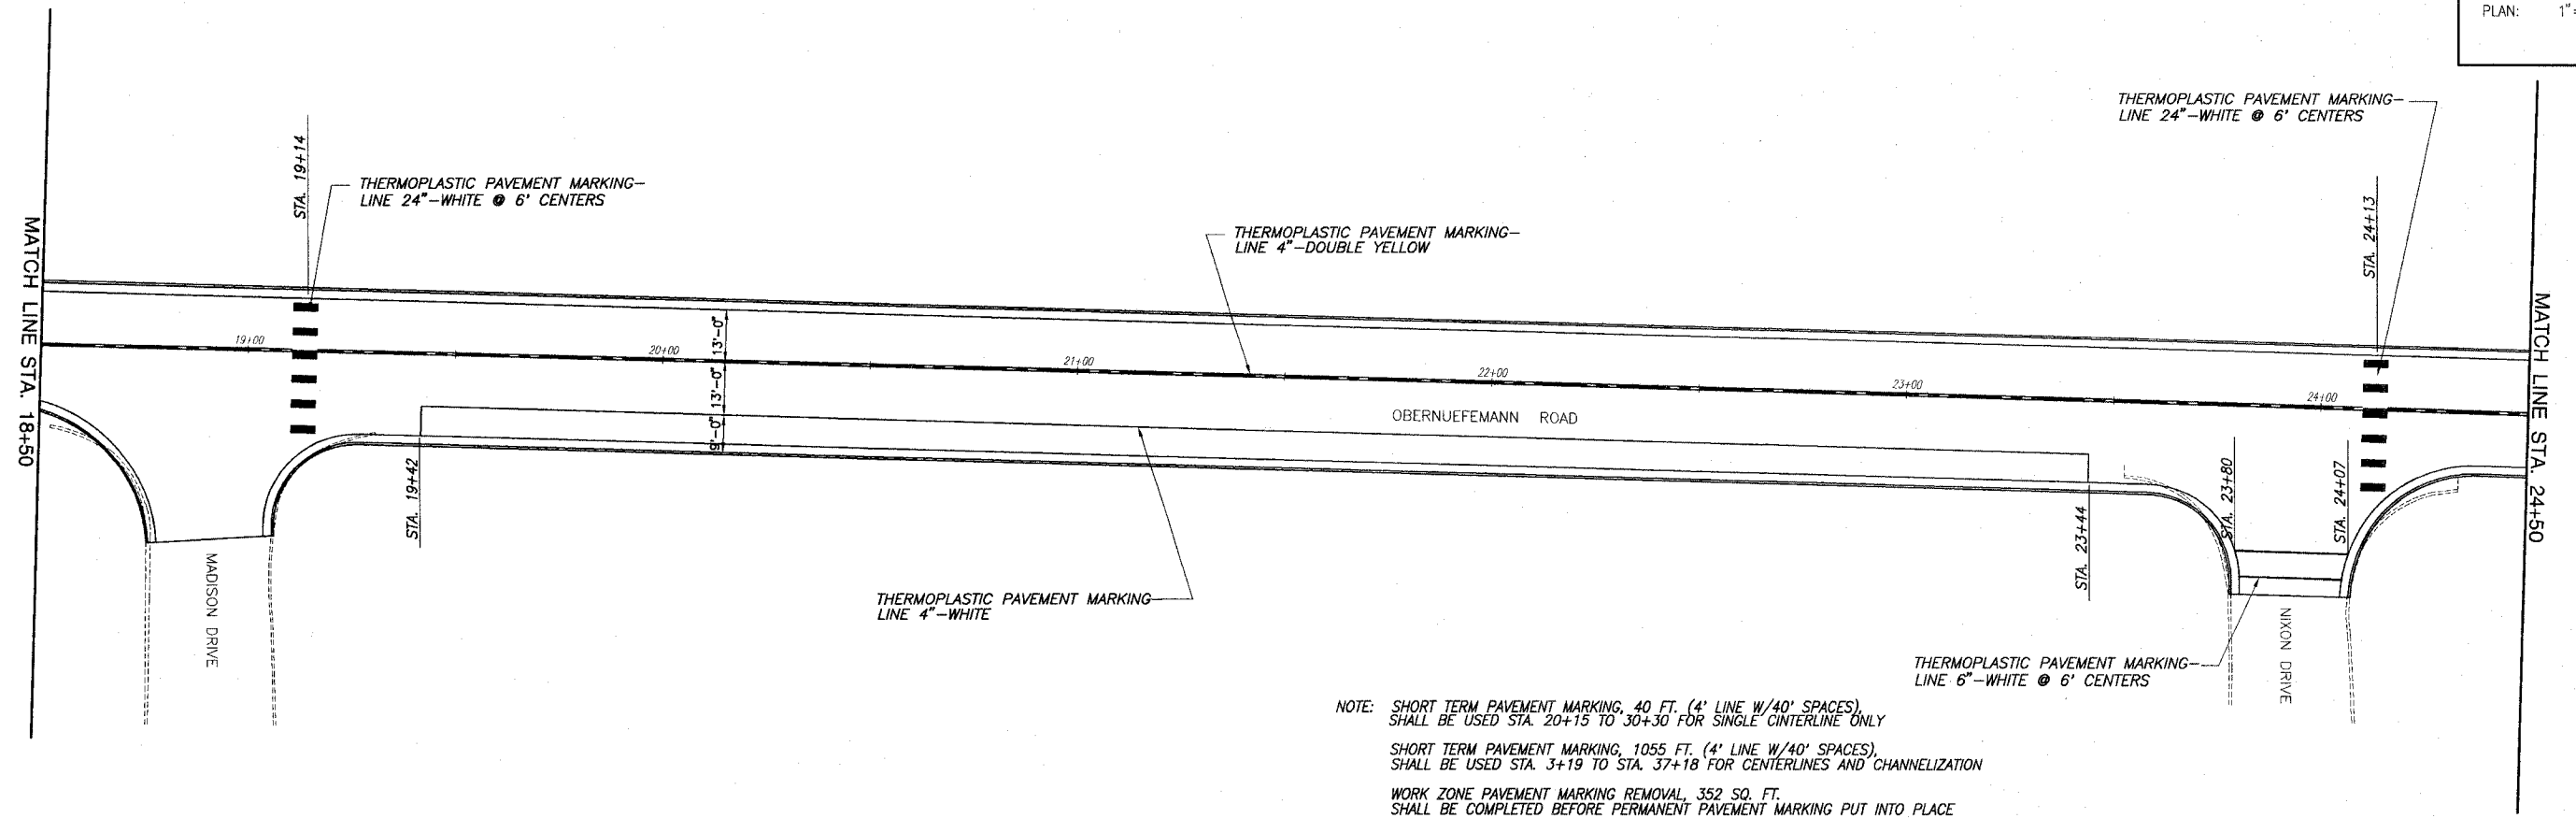 PLAN: 1"=
THERMOPLASTIC PAVEMENT MARKING-
LINE 24"-WHITE @ 6' CENTERS
STA. 19+14
THERMOPLASTIC PAVEMENT MARKING-
LINE 24"-WHITE @ 6' CENTERS
THERMOPLASTIC PAVEMENT MARKING-
LINE 4"-DOUBLE YELLOW
STA. 24+13
MATCH LINE STA. 18+50
MATCH LINE STA. 24+50
19+00
20+00
21+00
22+00
23+00
24+00
13'-0"
13'-0"
9'-0"
OBERNUEFEMANN ROAD
STA. 19+42
STA. 23+44
STA. 23+80
STA. 24+07
MADISON DRIVE
NIXON DRIVE
THERMOPLASTIC PAVEMENT MARKING
LINE 4"-WHITE
THERMOPLASTIC PAVEMENT MARKING-
LINE 6"-WHITE @ 6' CENTERS
NOTE: SHORT TERM PAVEMENT MARKING, 40 FT. (4' LINE W/40' SPACES),
SHALL BE USED STA. 20+15 TO 30+30 FOR SINGLE CINTERLINE ONLY
SHORT TERM PAVEMENT MARKING, 1055 FT. (4' LINE W/40' SPACES),
SHALL BE USED STA. 3+19 TO STA. 37+18 FOR CENTERLINES AND CHANNELIZATION
WORK ZONE PAVEMENT MARKING REMOVAL, 352 SQ. FT.
SHALL BE COMPLETED BEFORE PERMANENT PAVEMENT MARKING PUT INTO PLACE